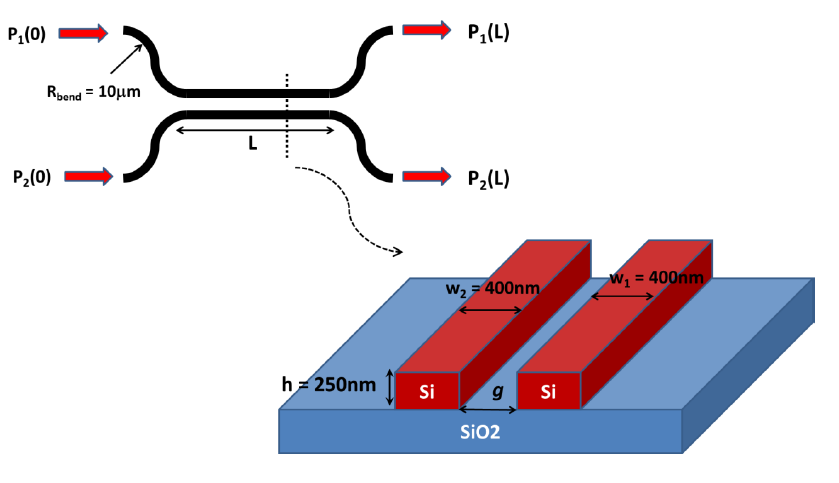 P1(0)
P1(L)
Rbend = 10μm
L
P2(0)
P2(L)
w2 = 400nm
w1 = 400nm
h = 250nm
Si
g
Si
SiO2